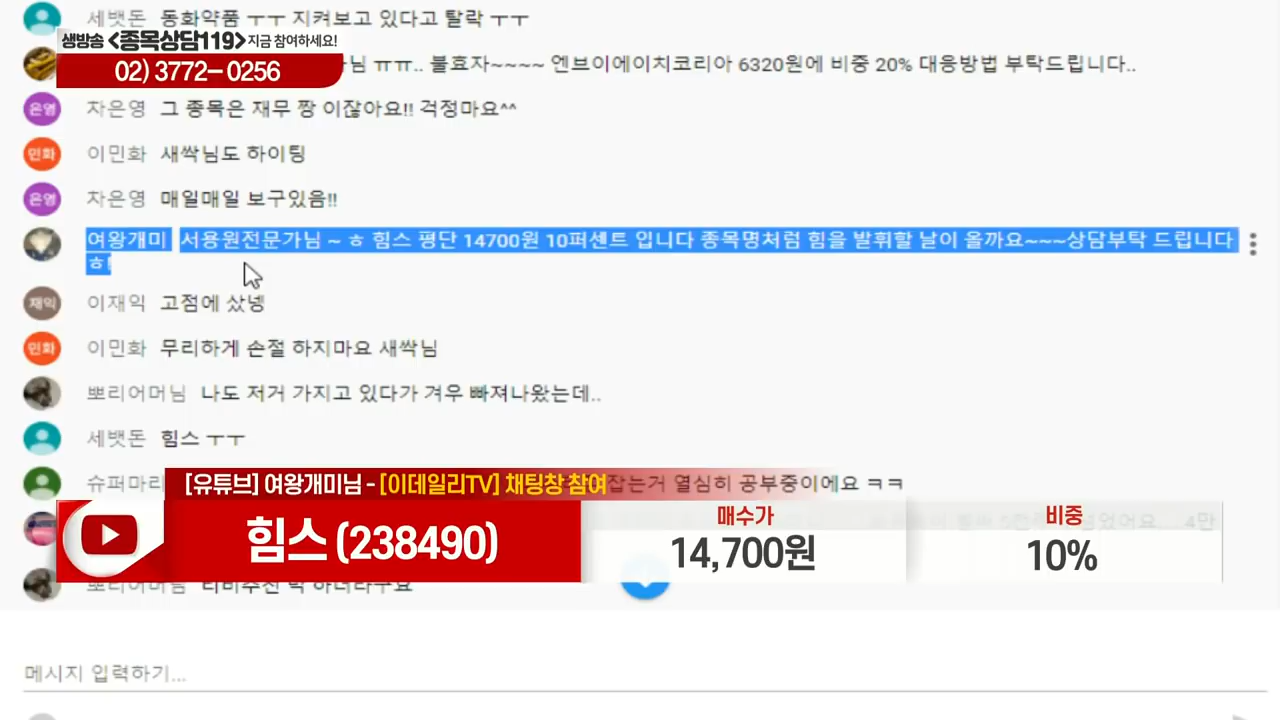 세뱃돈 동화약품 ㅜㅜ 지켜보고 있다고 탈락 ㅜㅜ
생방송 <종목상담119> 지금 참여하세요!
02) 3772-0256
님 ㅠㅠ.. 불효자~~~~ 엔브이에이치코리아 6320원에 비중 20% 대응방법 부탁드립니다..
은영 차은영 그 종목은 재무 짱 이잖아요!! 걱정마요^^
민화 이민화 새싹님도 하이팅
은영 차은영 매일매일 보구있음!!
여왕개미 서용원전문가님 ~ ㅎ 힘스 평단 14700원 10퍼센트 입니다 종목명처럼 힘을 발휘할 날이 올까요~~~상담부탁 드립니다
ㅎ!
재익 이재익 고점에 샀넹
민화 이민화 무리하게 손절 하지마요 새싹님
뽀리어머님 나도 저거 가지고 있다가 겨우 빠져나왔는데..
세뱃돈 힘스 ㅜㅜ
슈퍼마리
[유튜브] 여왕개미님 - [이데일리TV] 채팅창 참여
잡는거 열심히 공부중이에요 ㅋㅋ
힘스 (238490)
매수가
14,700원
비중
10%
4만
뽀리어머님
메시지 입력하기...